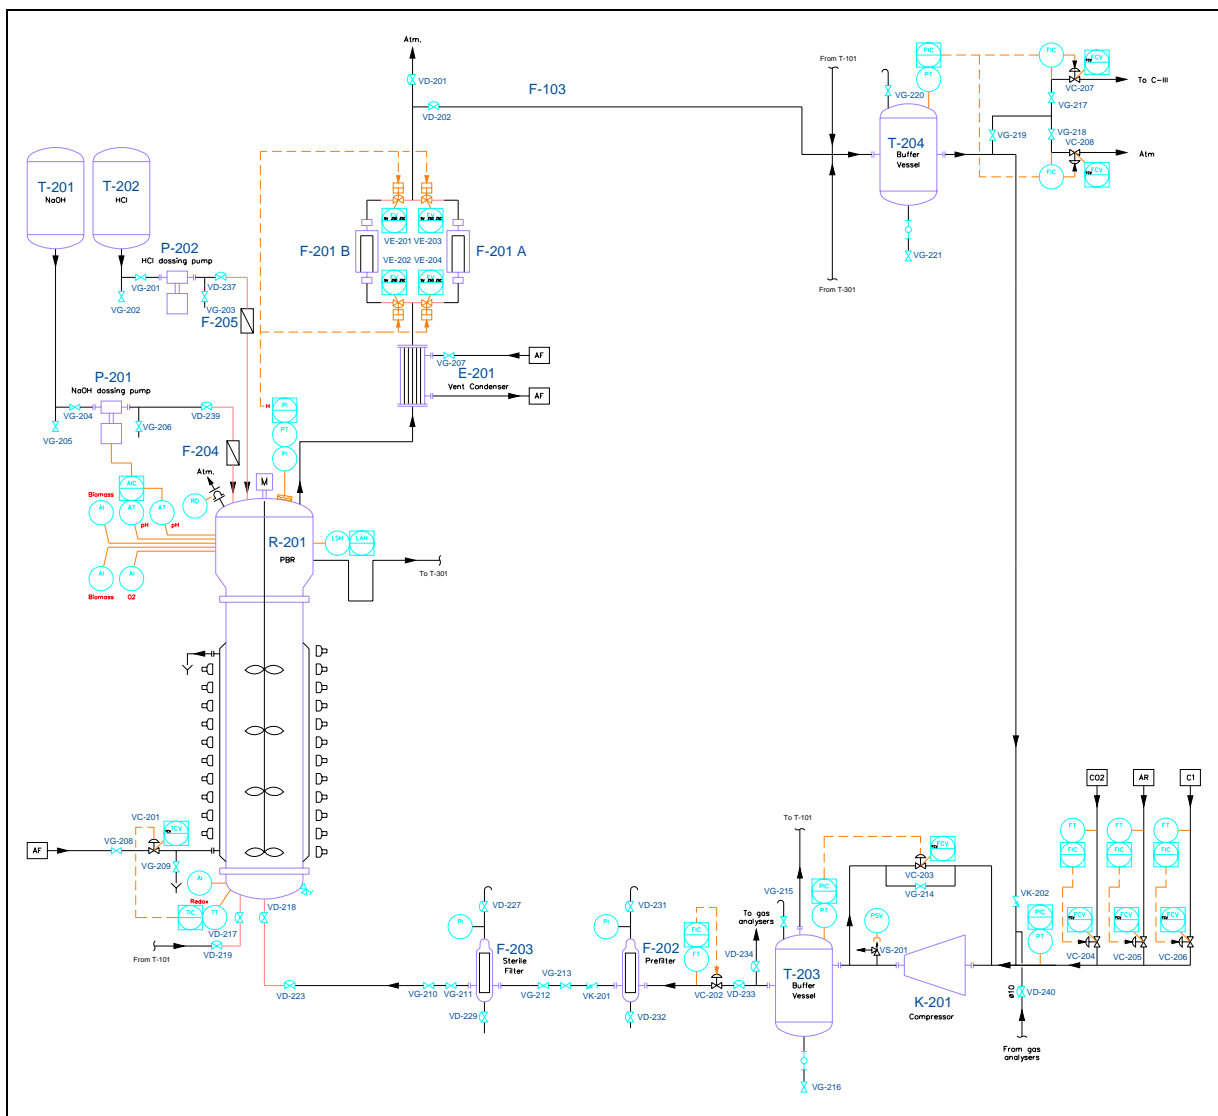 Atm.
VD-201
F-103
VD-202
From T-101
PIC
PT
VG-220
T-204
Buffer
Vessel
VG-221
From T-301
FIC
FCV
VC-207
To C-III
VG-217
VG-219
VG-218
VC-208
Atm
FIC
FCV
T-201
NaOH
T-202
HCl
P-202
HCl dosing pump
VG-201
VD-237
VG-202
VG-203
F-205
F-201 B
F-201 A
VE-201
VE-203
VE-202
VE-204
VG-207
AF
E-201
Vent Condenser
AF
P-201
NaOH dossing pump
VG-204
VD-239
VG-205
VG-206
F-204
H
PI
PT
PI
Atm.
M
RD
AIC
Biomass
AI
AT
AT
pH
pH
R-201
PBR
LSH
LAH
To T-301
AI
AI
Biomass
O2
VC-201
TCV
AF
VG-208
VG-209
AI
Redox
TIC
TT
VD-217
VD-218
From T-101
VD-219
VD-223
VG-210
VG-211
VD-227
PI
F-203
Sterile
Filter
VD-229
VG-213
VG-212
VK-201
VD-231
PI
F-202
Prefilter
VD-232
FIC
FT
VC-202
VD-233
To gas
analysers
VD-234
To T-101
VG-215
PIC
PT
T-203
Buffer
Vessel
VG-216
FCV
VC-203
VG-214
PSV
VS-201
K-201
Compressor
VK-202
PIC
PT
ø10
VD-240
From gas
analysers
CO2
AR
C1
FT
FT
FT
FIC
FIC
FIC
FCV
FCV
FCV
VC-204
VC-205
VC-206